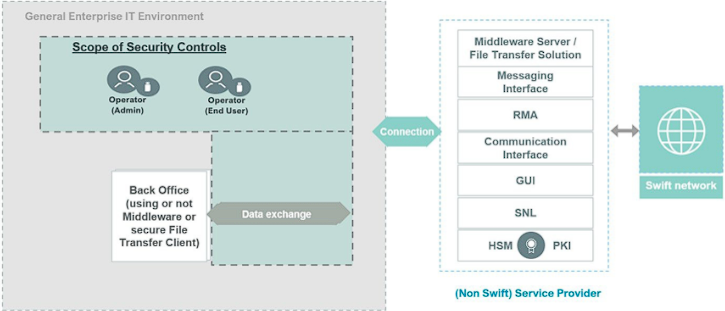 General Enterprise IT Environment
Scope of Security Controls
Operator
(Admin)
Operator
(End User)
Back Office
(using or not
Middleware or
secure File
Transfer Client)
Data exchange
Connection
Middleware Server /
File Transfer Solution
Messaging
Interface
RMA
Communication
Interface
GUI
SNL
HSM PKI
(Non Swift) Service Provider
Swift network